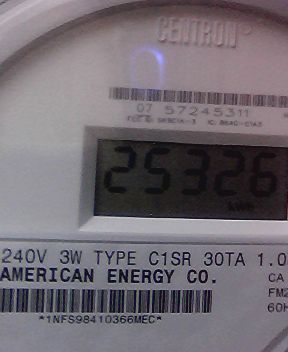 CENTRON®
07 57245311
25326
KWH
240V 3W TYPE C1SR 30TA 1.0
AMERICAN ENERGY CO.
CA
FM2
60H
*1NFS98410366MEC*